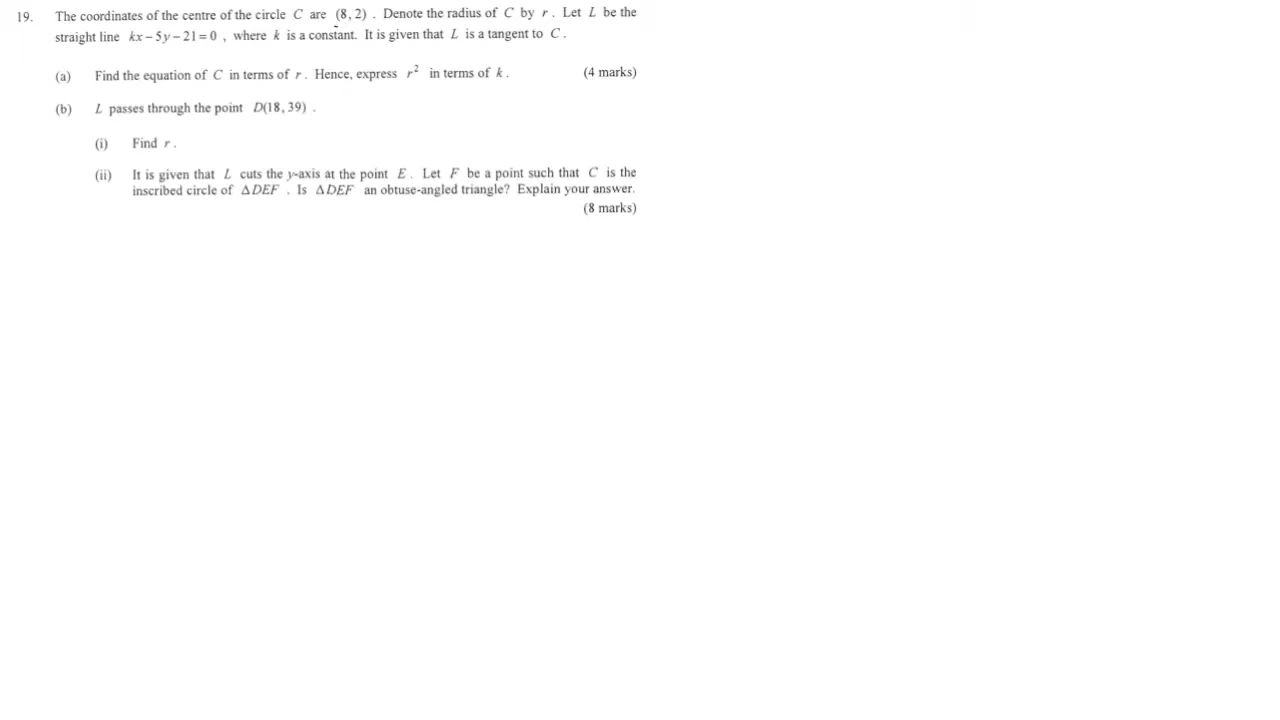 19. The coordinates of the centre of the circle C are (8, 2) . Denote the radius of C by r . Let L be the
straight line kx − 5y − 21 = 0 , where k is a constant. It is given that L is a tangent to C .
(a) Find the equation of C in terms of r . Hence, express r² in terms of k . (4 marks)
(b) L passes through the point D(18, 39) .
(i) Find r .
(ii) It is given that L cuts the y-axis at the point E . Let F be a point such that C is the
inscribed circle of ΔDEF . Is ΔDEF an obtuse-angled triangle? Explain your answer.
(8 marks)